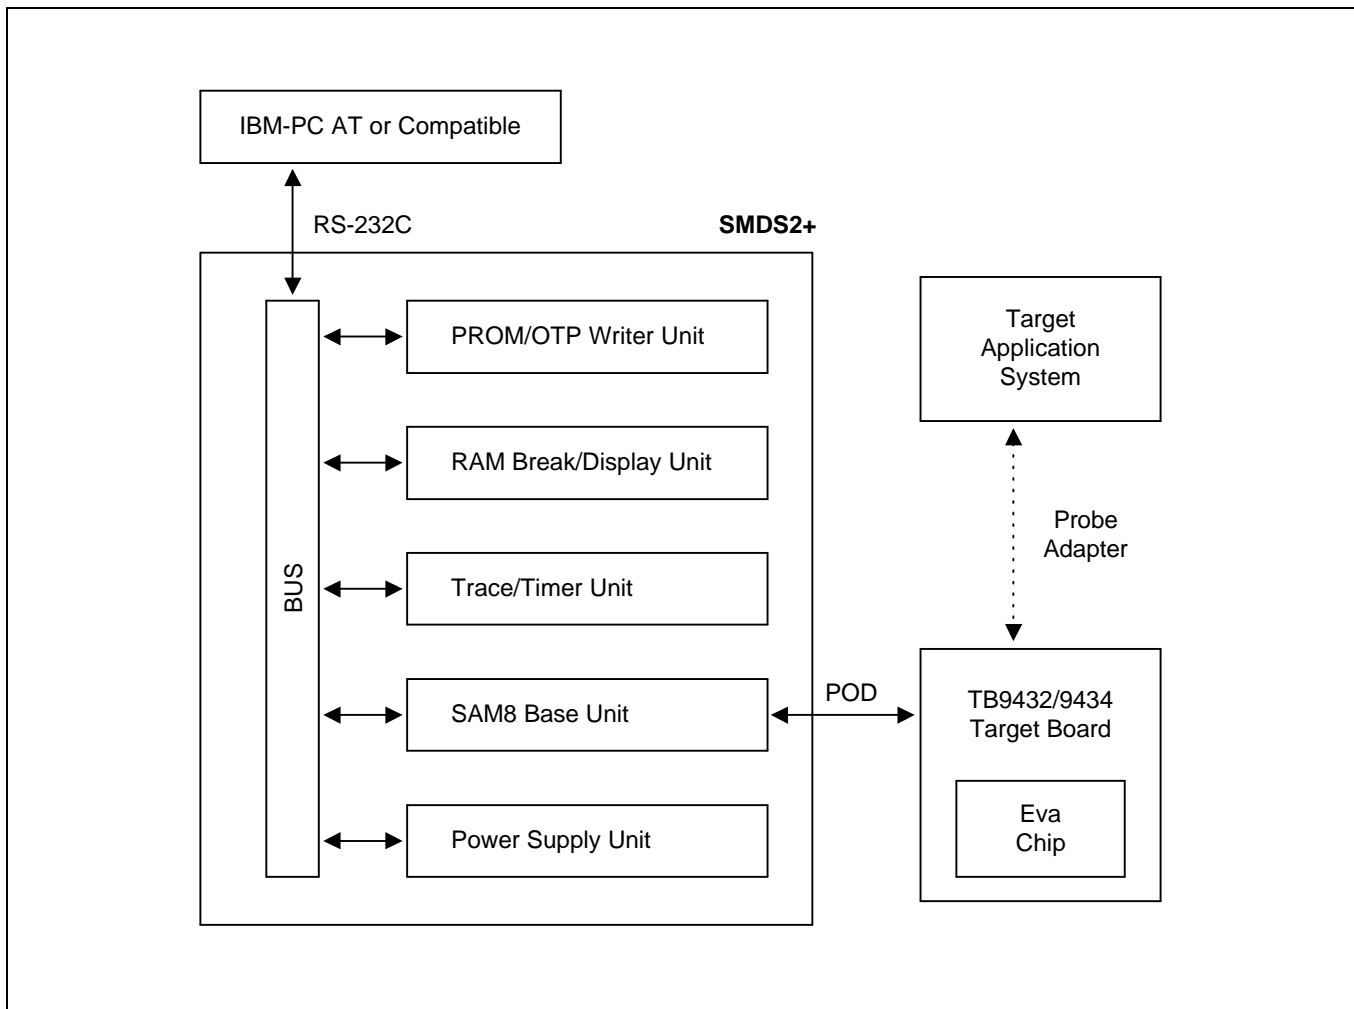 IBM-PC AT or Compatible
RS-232C
SMDS2+
PROM/OTP Writer Unit
RAM Break/Display Unit
Trace/Timer Unit
SAM8 Base Unit
Power Supply Unit
BUS
POD
Target
Application
System
Probe
Adapter
TB9432/9434
Target Board
Eva
Chip